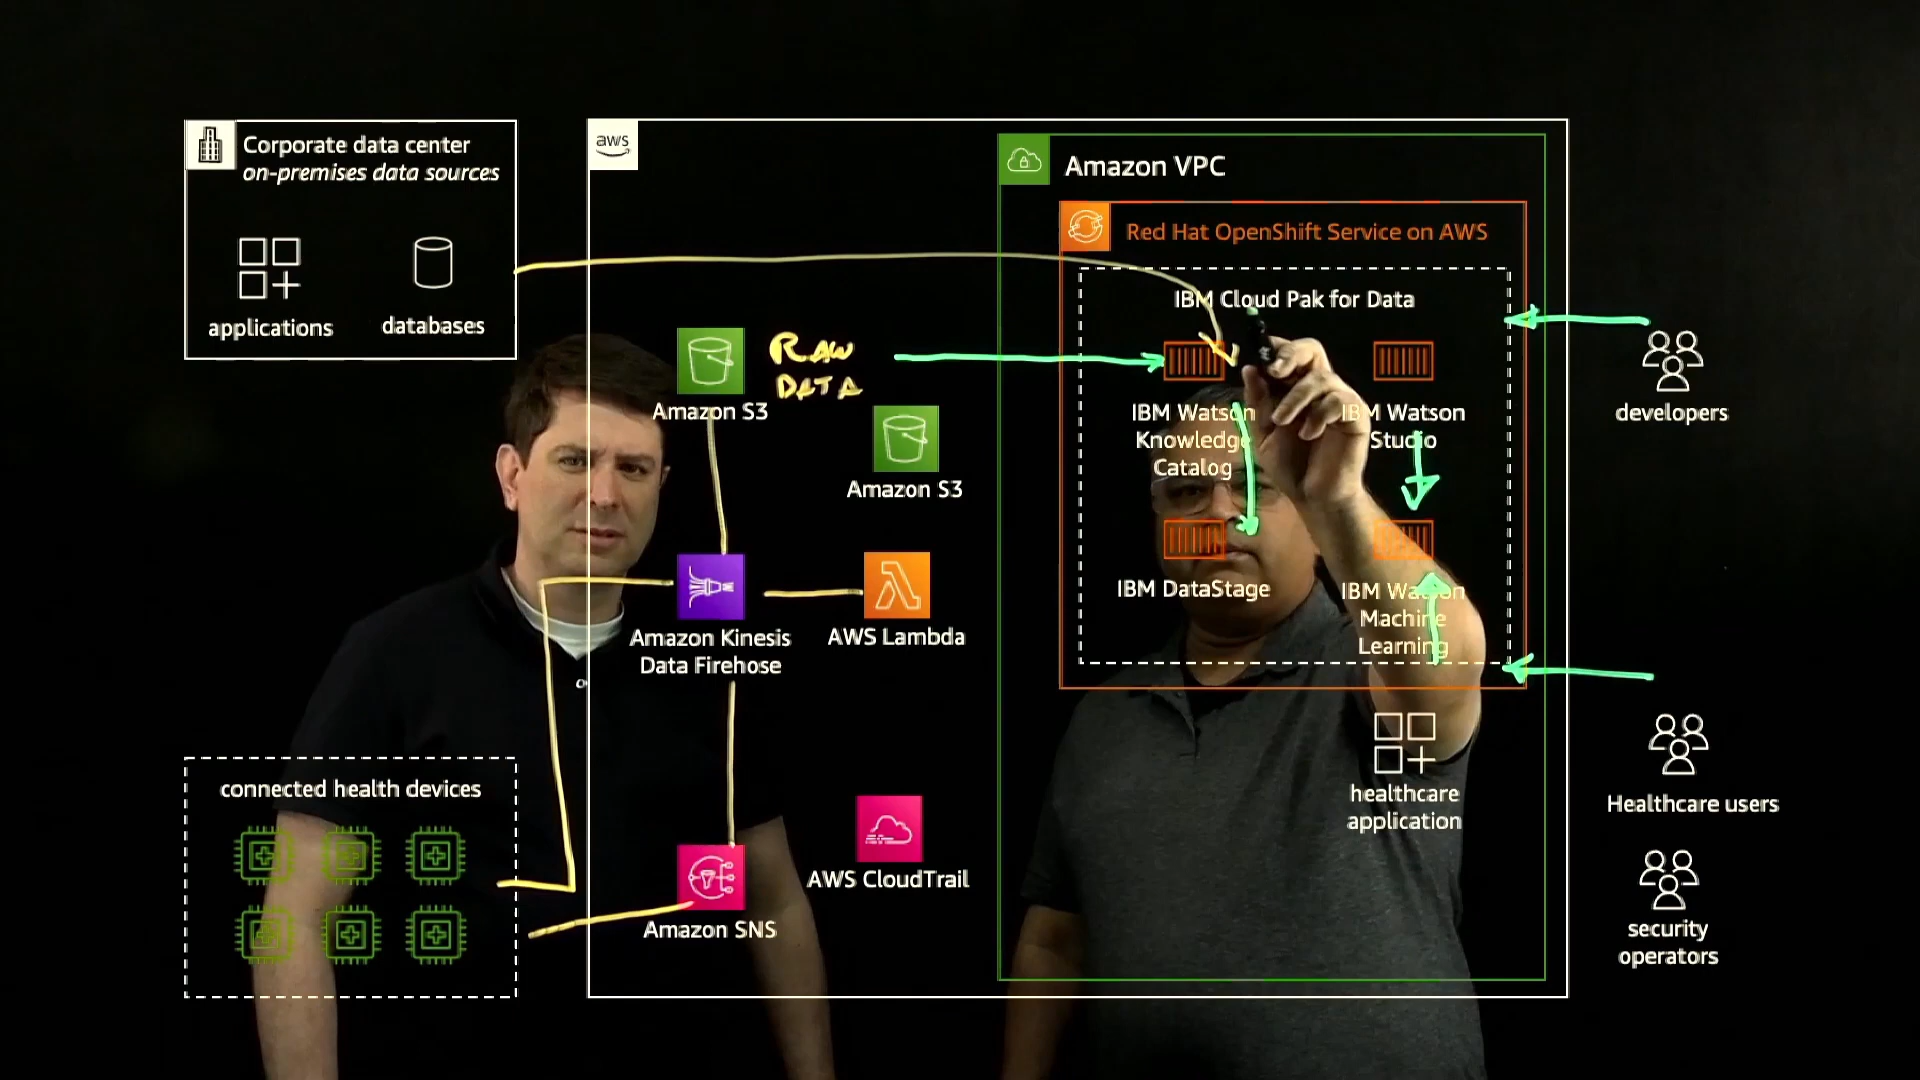 Corporate data center
on-premises data sources
applications
databases
connected health devices
aws
Amazon S3
RAW
DATA
Amazon S3
Amazon Kinesis
Data Firehose
AWS Lambda
AWS CloudTrail
Amazon SNS
Amazon VPC
Red Hat OpenShift Service on AWS
IBM Cloud Pak for Data
IBM Watson
Knowledge
Catalog
IBM Watson
Studio
IBM DataStage
IBM Watson
Machine
Learning
healthcare
application
developers
Healthcare users
security
operators